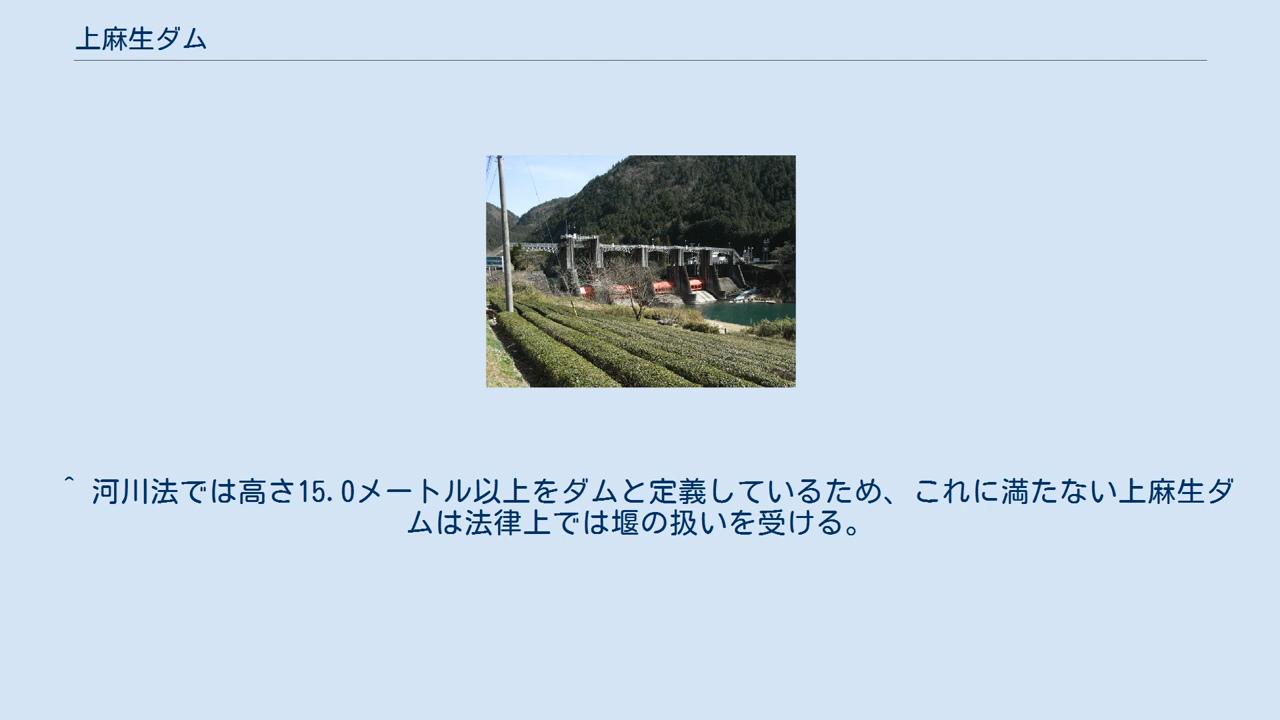 上麻生ダム
^ 河川法では高さ15.0メートル以上をダムと定義しているため、これに満たない上麻生ダ
ムは法律上では堰の扱いを受ける。